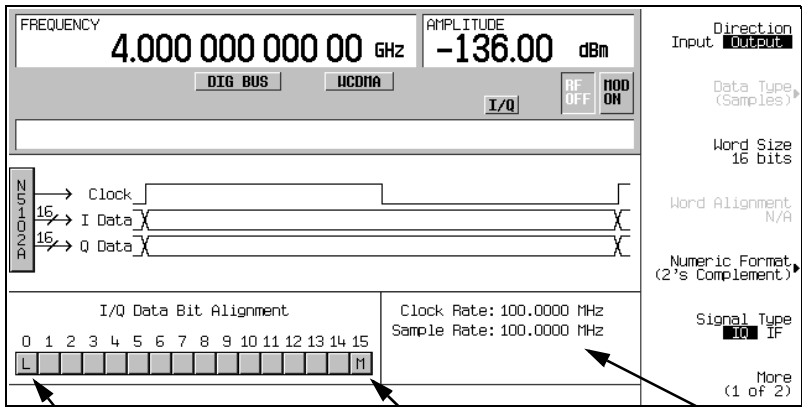 FREQUENCY
4.000 000 000 00 GHz
AMPLITUDE
-136.00 dBm
DIG BUS
WCDMA
I/Q
RF OFF
MOD ON
N5102A
Clock
16 I Data
16 Q Data
I/Q Data Bit Alignment
0 1 2 3 4 5 6 7 8 9 10 11 12 13 14 15
L M
Clock Rate: 100.0000 MHz
Sample Rate: 100.0000 MHz
Direction
Input Output
Data Type
(Samples)
Word Size
16 bits
Word Alignment
N/A
Numeric Format
(2's Complement)
Signal Type
IQ IF
More
(1 of 2)